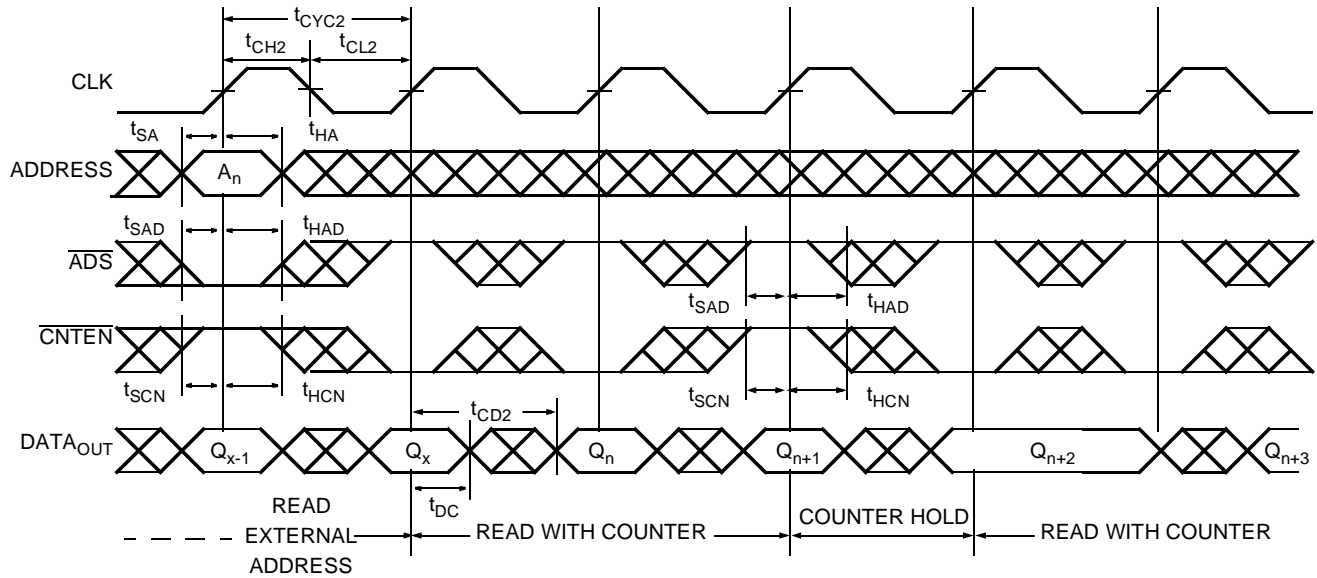 tCYC2
tCH2 tCL2
CLK
tSA tHA
ADDRESS An
tSAD tHAD
ADS
tSAD tHAD
CNTEN
tSCN tHCN tSCN tHCN
tCD2
DATAOUT Qx-1 Qx Qn Qn+1 Qn+2 Qn+3
tDC
READ
EXTERNAL
ADDRESS
READ WITH COUNTER
COUNTER HOLD
READ WITH COUNTER